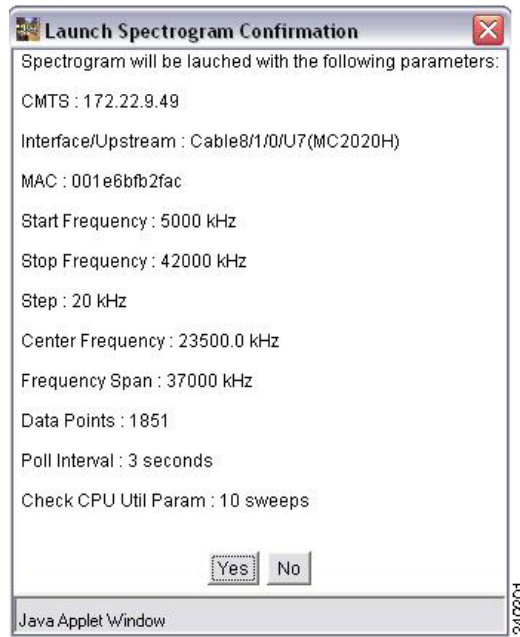 Launch Spectrogram Confirmation
Spectrogram will be lauched with the following parameters:
CMTS : 172.22.9.49
Interface/Upstream : Cable8/1/0/U7(MC2020H)
MAC : 001e6bfb2fac
Start Frequency : 5000 kHz
Stop Frequency : 42000 kHz
Step : 20 kHz
Center Frequency : 23500.0 kHz
Frequency Span : 37000 kHz
Data Points : 1851
Poll Interval : 3 seconds
Check CPU Util Param : 10 sweeps
Yes No
Java Applet Window